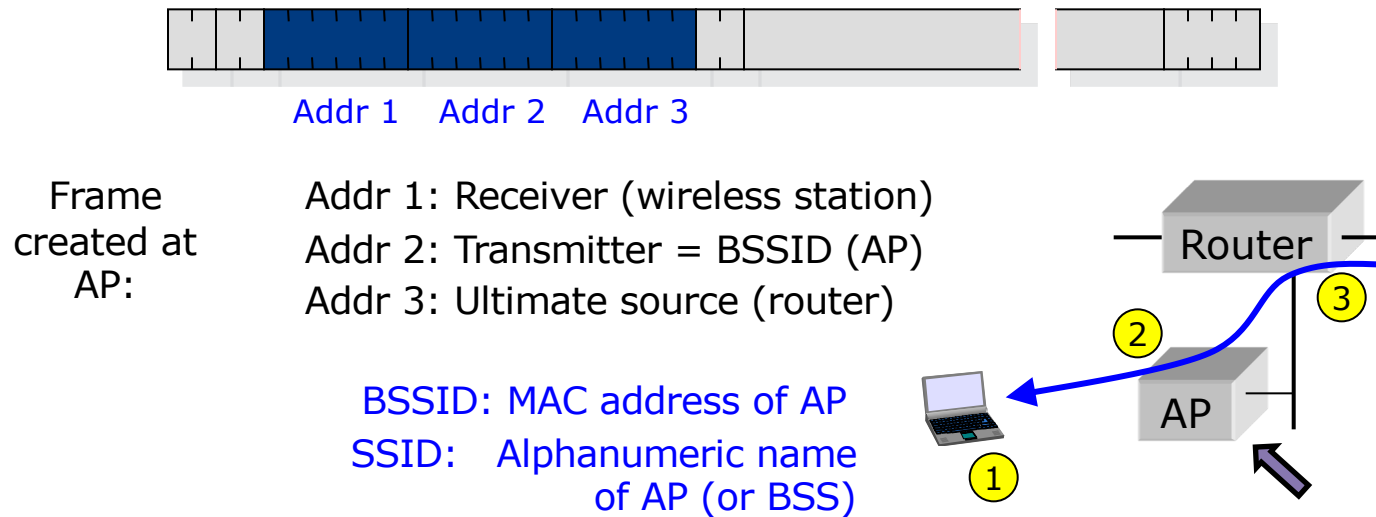 Addr 1 Addr 2 Addr 3
Frame
created at
AP:
Addr 1: Receiver (wireless station)
Addr 2: Transmitter = BSSID (AP)
Addr 3: Ultimate source (router)
Router
3
2
BSSID: MAC address of AP
SSID: Alphanumeric name
of AP (or BSS)
AP
1